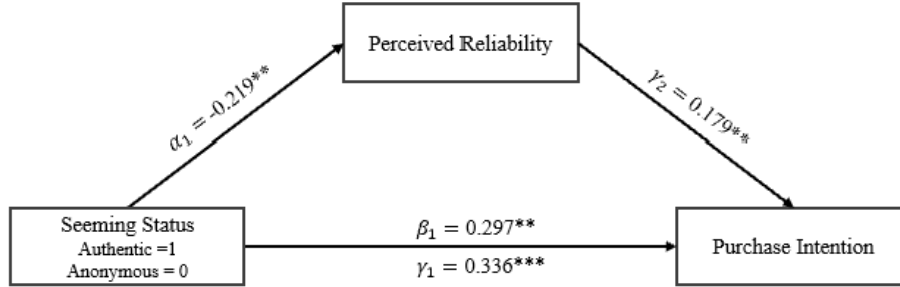 Perceived Reliability
α₁ = -0.219**
γ₂ = 0.179**
Seeming Status
Authentic =1
Anonymous = 0
β₁ = 0.297**
γ₁ = 0.336***
Purchase Intention